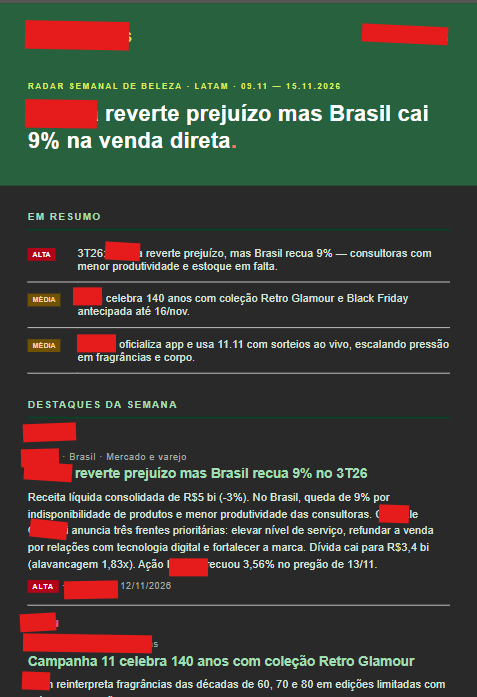 RADAR SEMANAL DE BELEZA · LATAM · 09.11 — 15.11.2026
reverte prejuízo mas Brasil cai
9% na venda direta.
EM RESUMO
ALTA
3T26: reverte prejuízo, mas Brasil recua 9% — consultoras com
menor produtividade e estoque em falta.
MÉDIA
celebra 140 anos com coleção Retro Glamour e Black Friday
antecipada até 16/nov.
MÉDIA
oficializa app e usa 11.11 com sorteios ao vivo, escalando pressão
em fragrâncias e corpo.
DESTAQUES DA SEMANA
· Brasil · Mercado e varejo
reverte prejuízo mas Brasil recua 9% no 3T26
Receita líquida consolidada de R$5 bi (-3%). No Brasil, queda de 9% por
indisponibilidade de produtos e menor produtividade das consultoras.
anuncia três frentes prioritárias: elevar nível de serviço, refundar a venda
por relações com tecnologia digital e fortalecer a marca. Dívida cai para R$3,4 bi
(alavancagem 1,83x). Ação recuou 3,56% no pregão de 13/11.
ALTA 12/11/2026
Campanha 11 celebra 140 anos com coleção Retro Glamour
reinterpreta fragrâncias das décadas de 60, 70 e 80 em edições limitadas com